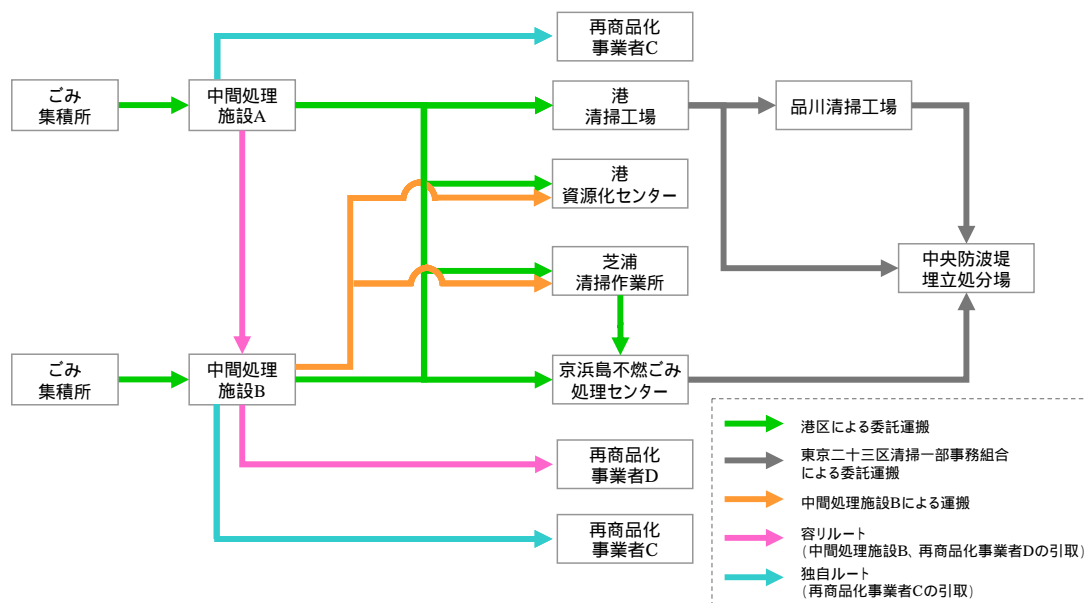 再商品化
事業者C
ごみ
集積所
中間処理
施設A
港
清掃工場
品川清掃工場
港
資源化センター
芝浦
清掃作業所
中央防波堤
埋立処分場
ごみ
集積所
中間処理
施設B
京浜島不燃ごみ
処理センター
再商品化
事業者D
再商品化
事業者C
港区による委託運搬
東京二十三区清掃一部事務組合
による委託運搬
中間処理施設Bによる運搬
容リルート
(中間処理施設B、再商品化事業者Dの引取)
独自ルート
(再商品化事業者Cの引取)